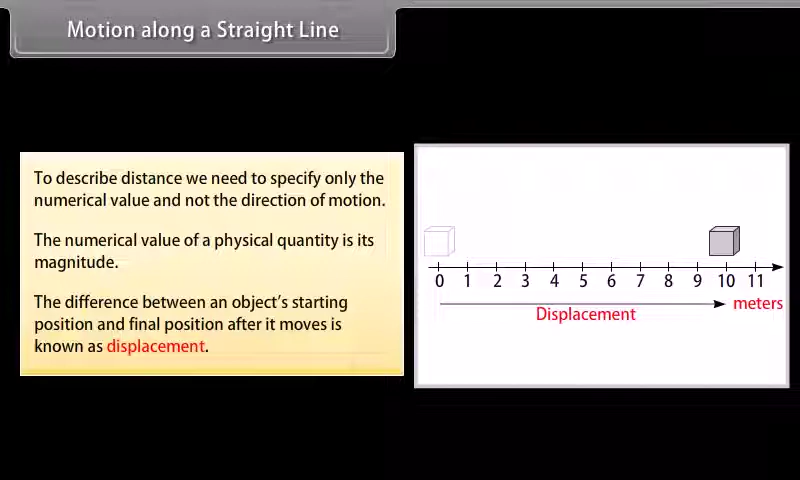 Motion along a Straight Line
To describe distance we need to specify only the
numerical value and not the direction of motion.
The numerical value of a physical quantity is its
magnitude.
The difference between an object's starting
position and final position after it moves is
known as displacement.
0 1 2 3 4 5 6 7 8 9 10 11
Displacement
meters